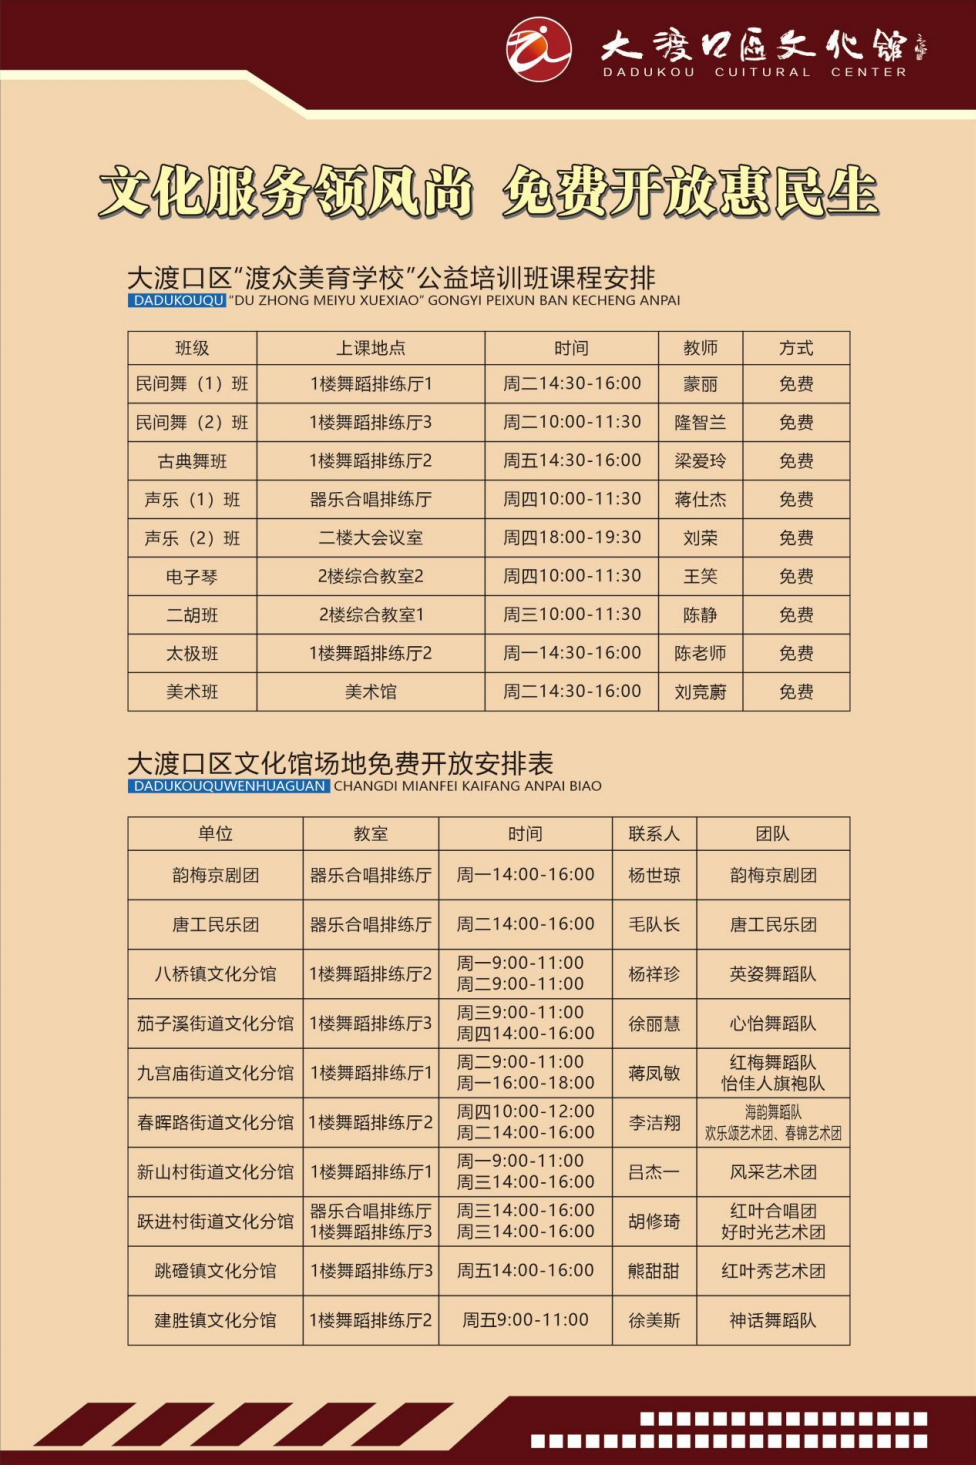 大渡口区文化馆
DADUKOU CUITURAL CENTER
文化服务领风尚 免费开放惠民生
大渡口区“渡众美育学校”公益培训班课程安排
DADUKOUQU “DU ZHONG MEIYU XUEXIAO” GONGYI PEIXUN BAN KECHENG ANPAI
班级 上课地点 时间 教师 方式
民间舞（1）班 1楼舞蹈排练厅1 周二14:30-16:00 蒙丽 免费
民间舞（2）班 1楼舞蹈排练厅3 周二10:00-11:30 隆智兰 免费
古典舞班 1楼舞蹈排练厅2 周五14:30-16:00 梁爱玲 免费
声乐（1）班 器乐合唱排练厅 周四10:00-11:30 蒋仕杰 免费
声乐（2）班 二楼大会议室 周四18:00-19:30 刘荣 免费
电子琴 2楼综合教室2 周四10:00-11:30 王笑 免费
二胡班 2楼综合教室1 周三10:00-11:30 陈静 免费
太极班 1楼舞蹈排练厅2 周一14:30-16:00 陈老师 免费
美术班 美术馆 周二14:30-16:00 刘竞蔚 免费
大渡口区文化馆场地免费开放安排表
DADUKOUQUWENHUAGUAN CHANGDI MIANFEI KAIFANG ANPAI BIAO
单位 教室 时间 联系人 团队
韵梅京剧团 器乐合唱排练厅 周一14:00-16:00 杨世琼 韵梅京剧团
唐工民乐团 器乐合唱排练厅 周二14:00-16:00 毛队长 唐工民乐团
八桥镇文化分馆 1楼舞蹈排练厅2 周一9:00-11:00 杨祥珍 英姿舞蹈队
周二9:00-11:00
茄子溪街道文化分馆 1楼舞蹈排练厅3 周三9:00-11:00 徐丽慧 心怡舞蹈队
周四14:00-16:00
九宫庙街道文化分馆 1楼舞蹈排练厅1 周二9:00-11:00 蒋凤敏 红梅舞蹈队
周一16:00-18:00 怡佳人旗袍队
春晖路街道文化分馆 1楼舞蹈排练厅2 周四10:00-12:00 李洁翔 海韵舞蹈队
周二14:00-16:00 欢乐颂艺术团、春锦艺术团
新山村街道文化分馆 1楼舞蹈排练厅1 周一9:00-11:00 吕杰一 风采艺术团
周三14:00-16:00
跃进村街道文化分馆 器乐合唱排练厅 周三14:00-16:00 胡修琦 红叶合唱团
1楼舞蹈排练厅3 周三14:00-16:00 好时光艺术团
跳磴镇文化分馆 1楼舞蹈排练厅3 周五14:00-16:00 熊甜甜 红叶秀艺术团
建胜镇文化分馆 1楼舞蹈排练厅2 周五9:00-11:00 徐美斯 神话舞蹈队